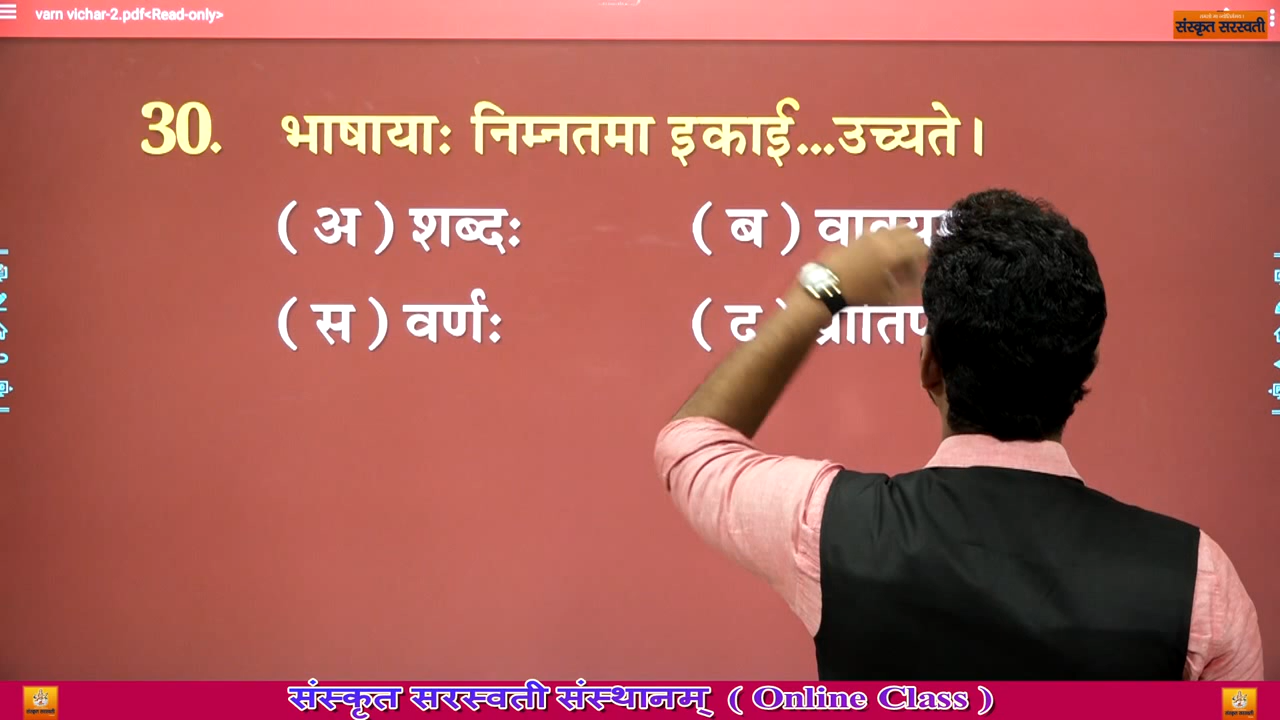 varn vichar-2.pdf<Read-only>
संस्कृत सरस्वती
30. भाषायाः निम्नतमा इकाई...उच्यते।
( अ ) शब्दः ( ब )
( स ) वर्णः ( द )
संस्कृत सरस्वती संस्थानम् ( Online Class )